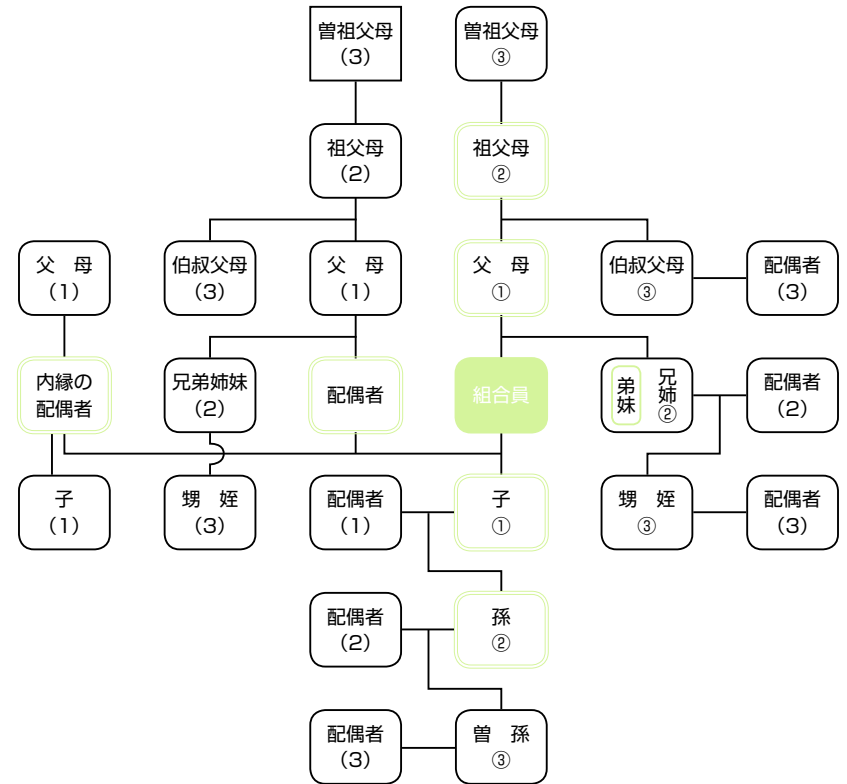 曽祖父母
（3）
曽祖父母
③
祖父母
（2）
祖父母
②
父　母
（1）
伯叔父母
（3）
父　母
（1）
父　母
①
伯叔父母
③
配偶者
（3）
内縁の
配偶者
兄弟姉妹
（2）
配偶者
組合員
弟妹
兄姉②
配偶者
（2）
子
（1）
甥　姪
（3）
配偶者
（1）
子
①
甥　姪
③
配偶者
（3）
配偶者
（2）
孫
②
配偶者
（3）
曽　孫
③